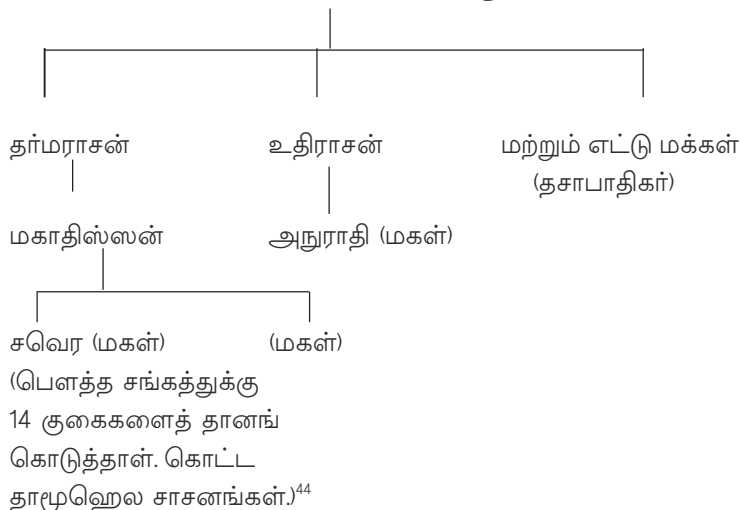 தர்மராசன் உதிராசன் மற்றும் எட்டு மக்கள்
(தசாபாதிகர்)
மகாதிஸ்ஸன் அநுராதி (மகள்)
சவெர (மகள்) (மகள்)
(பௌத்த சங்கத்துக்கு
14 குகைகளைத் தானங்
கொடுத்தாள். கொட்ட
தாமூஹெல சாசனங்கள்.)44